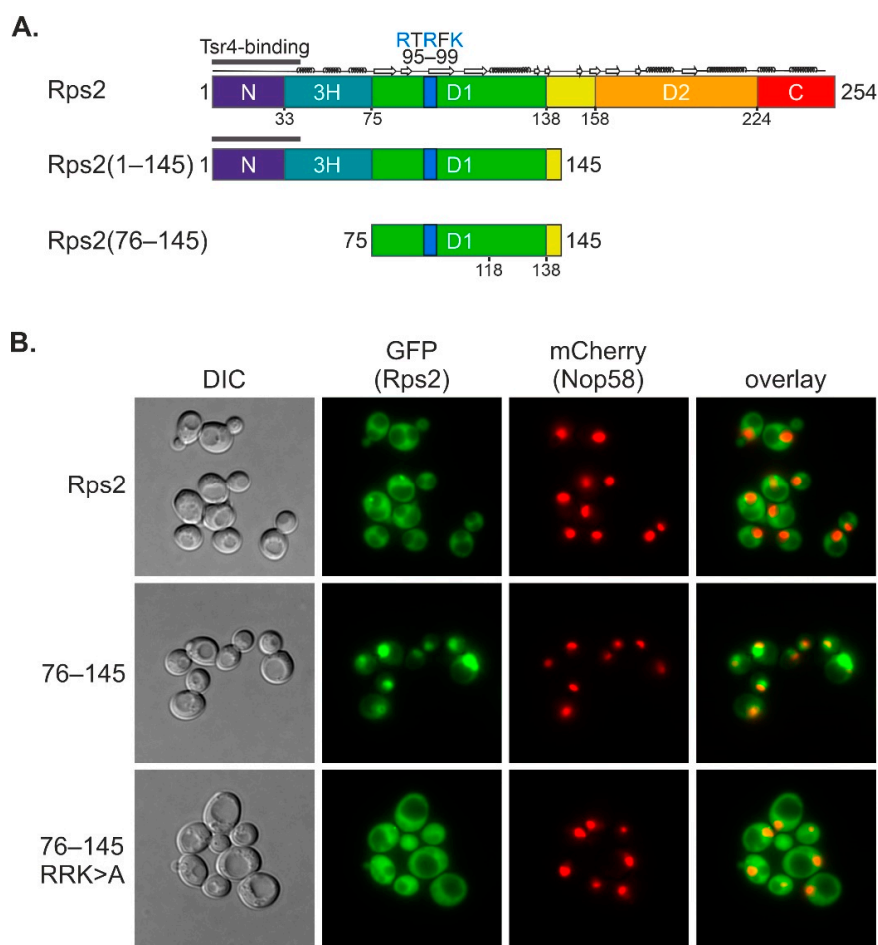 A.
Tsr4-binding
RTRFK
95–99
Rps2
1
N
3H
D1
D2
C
254
33
75
138
158
224
Rps2(1–145)
1
N
3H
D1
145
Rps2(76–145)
75
D1
145
118
138
B.
DIC
GFP
(Rps2)
mCherry
(Nop58)
overlay
Rps2
76–145
76–145
RRK>A